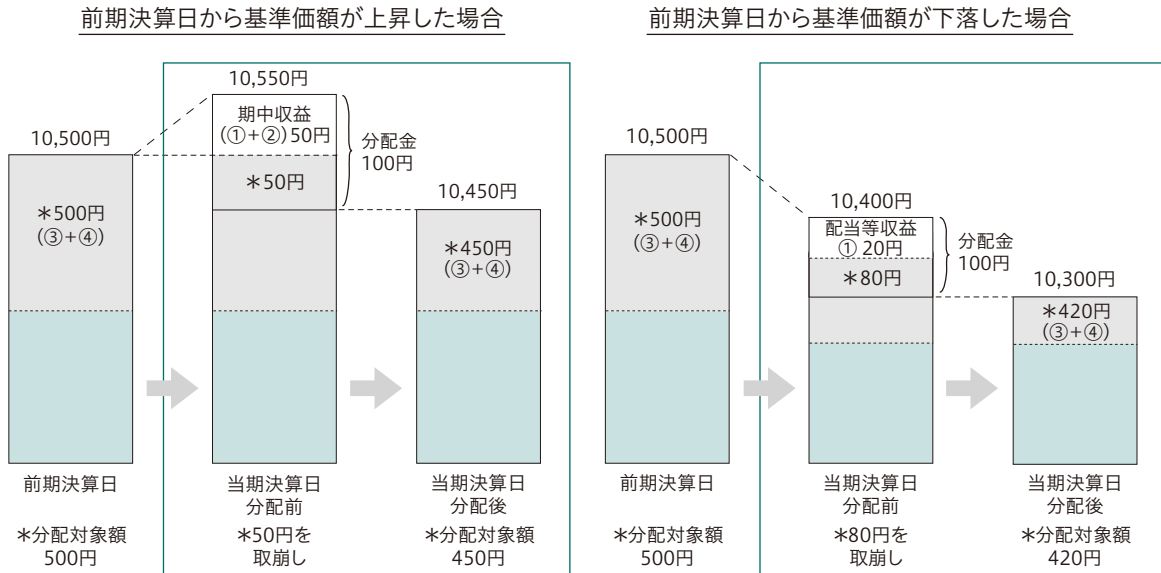 前期決算日から基準価額が上昇した場合
10,550円
期中収益
(①+②)50円
分配金
100円
10,500円
＊50円
10,450円
＊500円
(③+④)
＊450円
(③+④)
前期決算日
当期決算日
分配前
当期決算日
分配後
＊分配対象額
500円
＊50円を
取崩し
＊分配対象額
450円
前期決算日から基準価額が下落した場合
10,500円
10,400円
＊500円
(③+④)
配当等収益
① 20円
分配金
100円
＊80円
10,300円
＊420円
(③+④)
前期決算日
当期決算日
分配前
当期決算日
分配後
＊分配対象額
500円
＊80円を
取崩し
＊分配対象額
420円